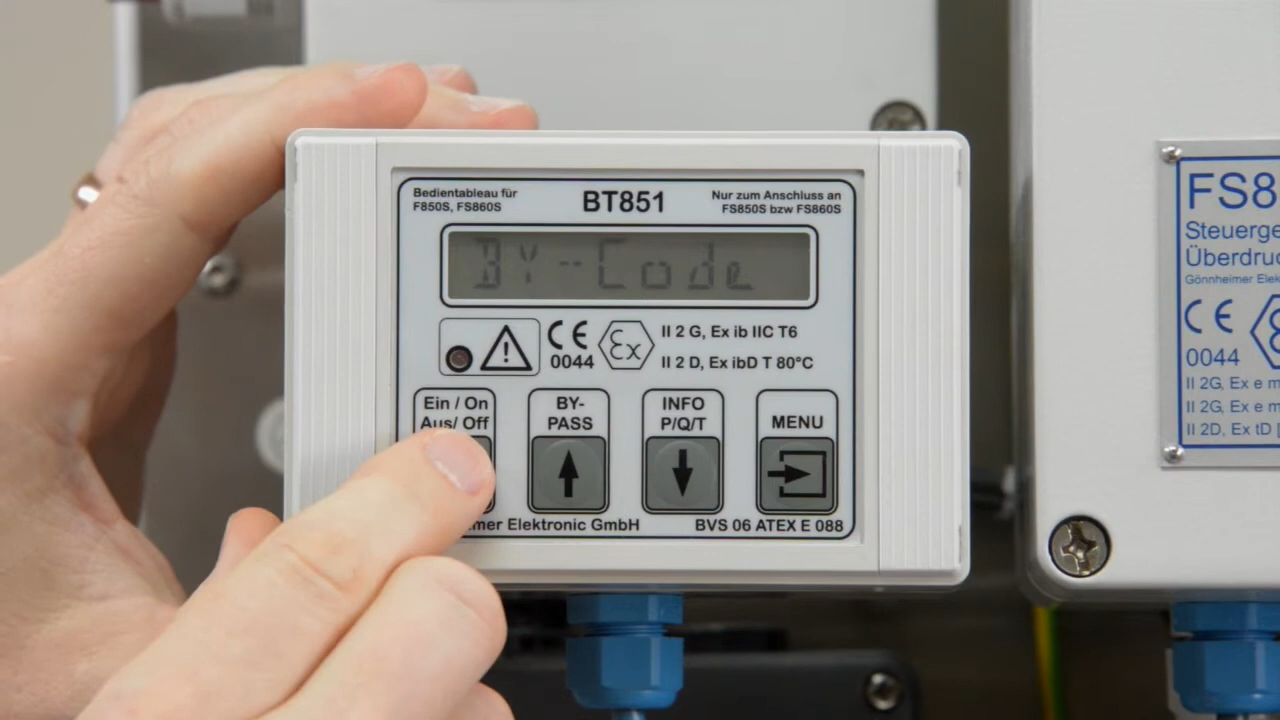 Bedientableau für
F850S, FS860S
BT851
Nur zum Anschluss an
FS850S bzw FS860S
BY--Code
CE
0044
Ex
II 2 G, Ex ib IIC T6
II 2 D, Ex ibD T 80°C
Ein / On
Aus/ Off
BY-
PASS
INFO
P/Q/T
MENU
Elektronic GmbH
BVS 06 ATEX E 088
FS8
Steuerge
Überdru
Gönnheimer Elek
CE
0044
II 2G, Ex e m
II 2G, Ex e m
II 2D, Ex tD [